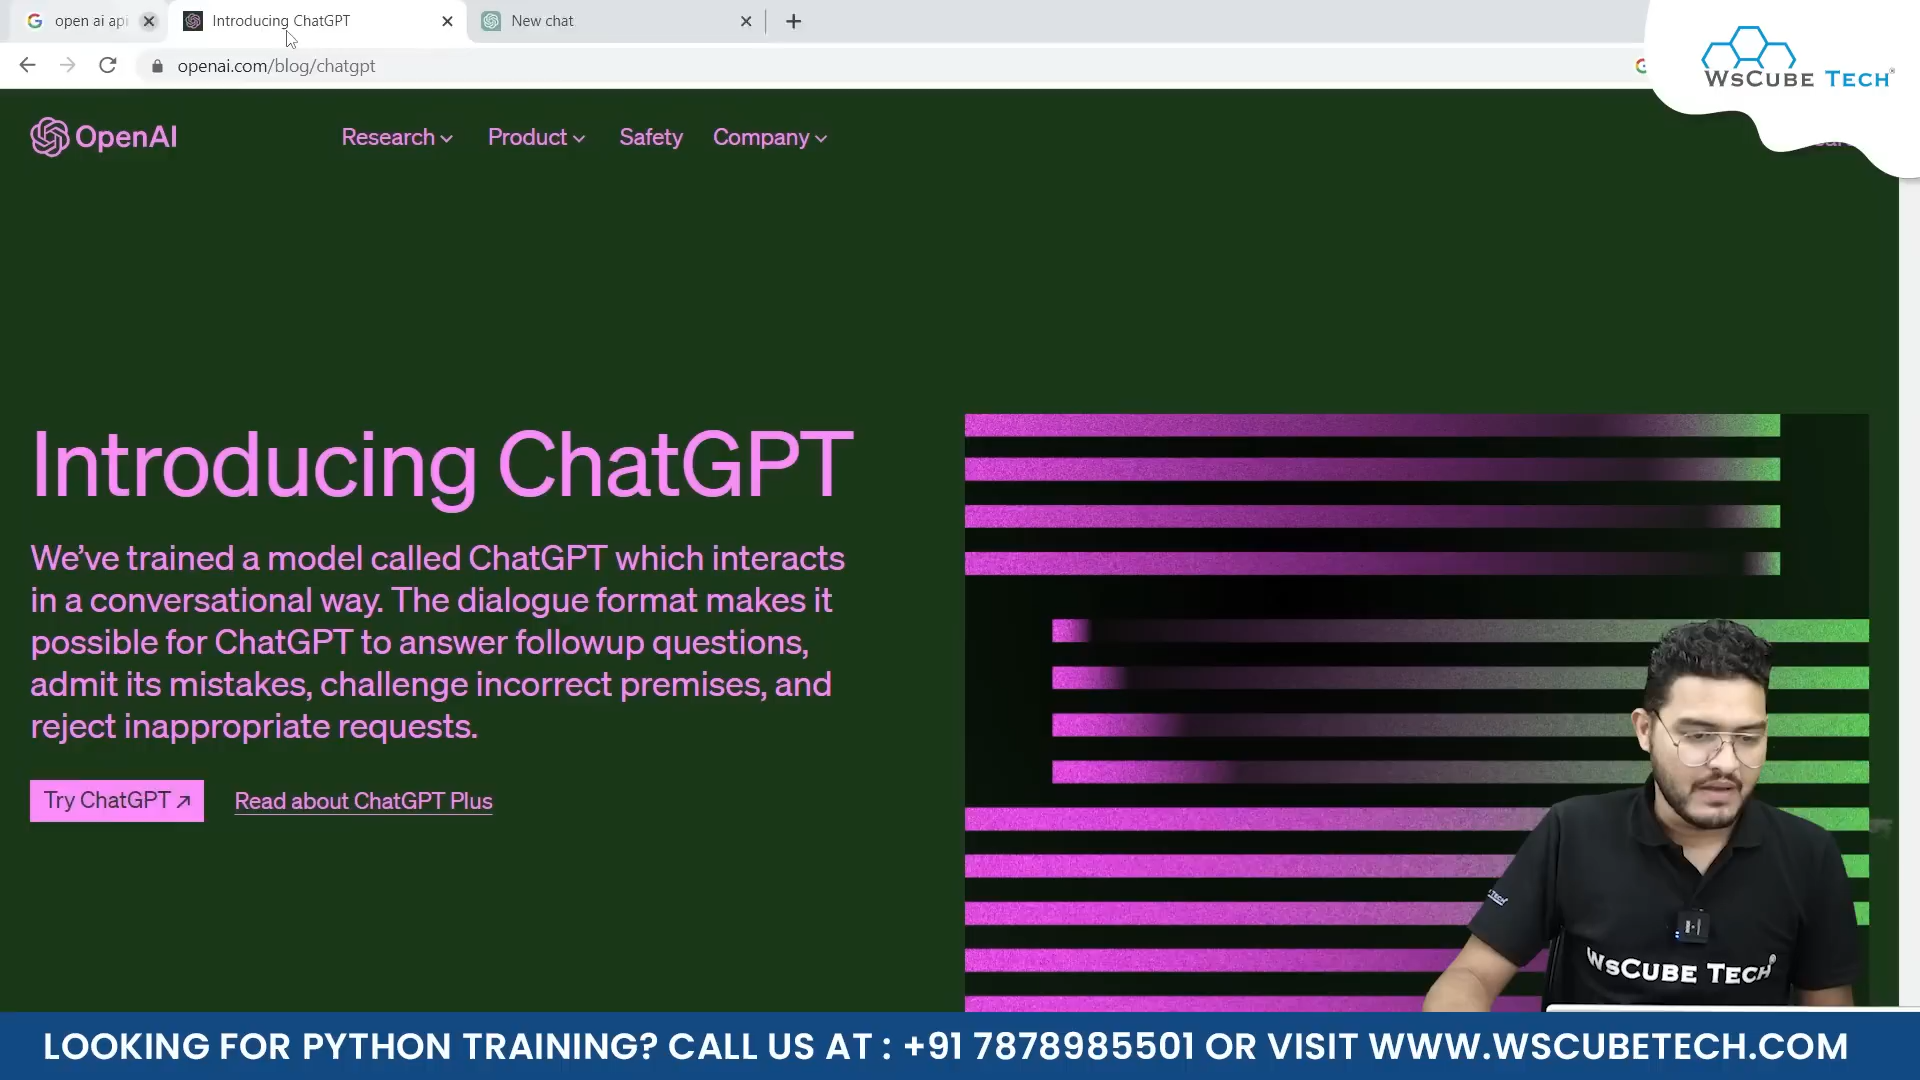 open ai api
Introducing ChatGPT
New chat
openai.com/blog/chatgpt
WsCube Tech
OpenAI
Research
Product
Safety
Company
Introducing ChatGPT
We've trained a model called ChatGPT which interacts
in a conversational way. The dialogue format makes it
possible for ChatGPT to answer followup questions,
admit its mistakes, challenge incorrect premises, and
reject inappropriate requests.
Try ChatGPT ↗
Read about ChatGPT Plus
WsCube Tech
LOOKING FOR PYTHON TRAINING? CALL US AT : +91 7878985501 OR VISIT WWW.WSCUBETECH.COM